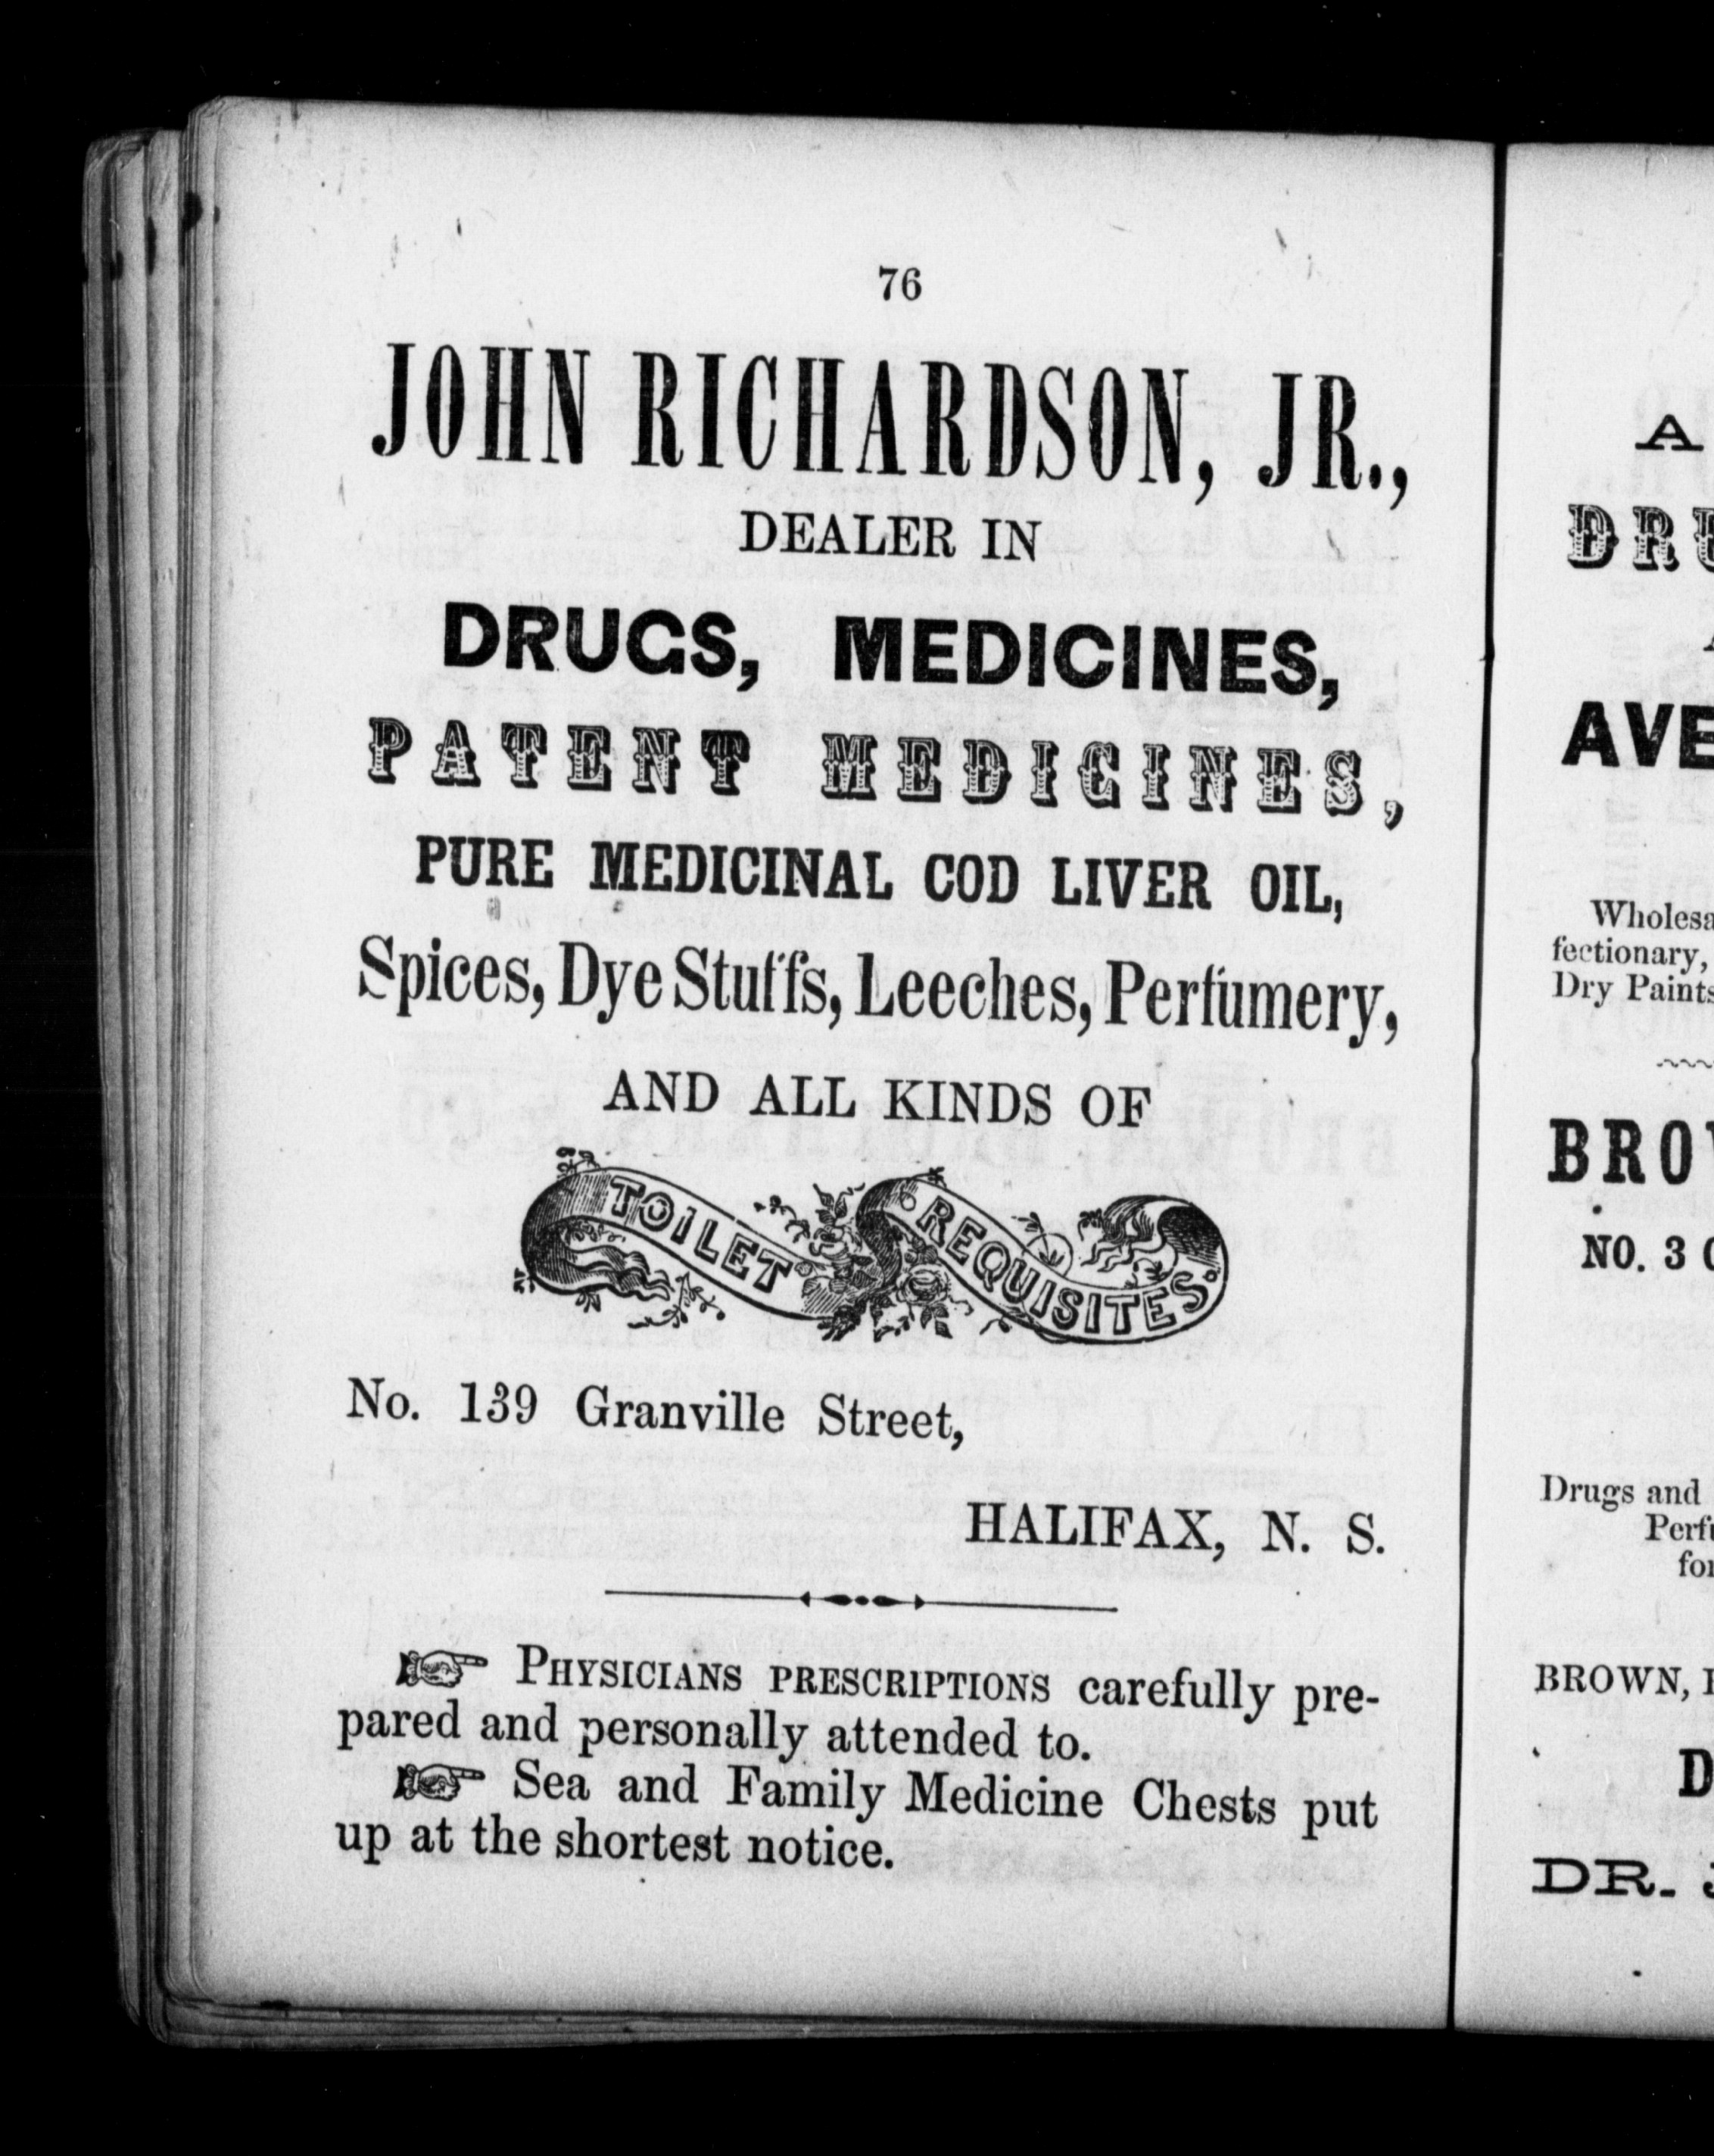 76
JOHN RICHARDSON, JR.,
DEALER IN
DRUGS, MEDICINES,
PATENT MEDICINES,
PURE MEDICINAL COD LIVER OIL,
Spices, Dye Stuffs, Leeches, Perfumery,
AND ALL KINDS OF
TOILET REQUISITES
No. 139 Granville Street,
HALIFAX, N. S.
☞ PHYSICIANS PRESCRIPTIONS carefully pre-
pared and personally attended to.
☞ Sea and Family Medicine Chests put
up at the shortest notice.
A
DRU
AVE
Wholesa
fectionary,
Dry Paints
BRO
NO. 3
Drugs and
Perfu
for
BROWN,
D
DR. J